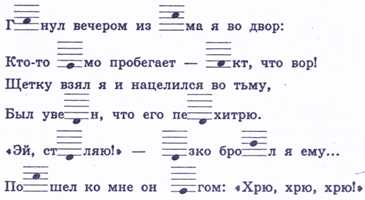 Г нул вечером из ма я во двор:
Кто-то мо пробегает — кт, что вор!
Щетку взял я и нацелился во тьму,
Был уве н, что его пе хитрю.
«Эй, ст ляю!» — зко бро л я ему...
По шел ко мне он гом: «Хрю, хрю, хрю!»